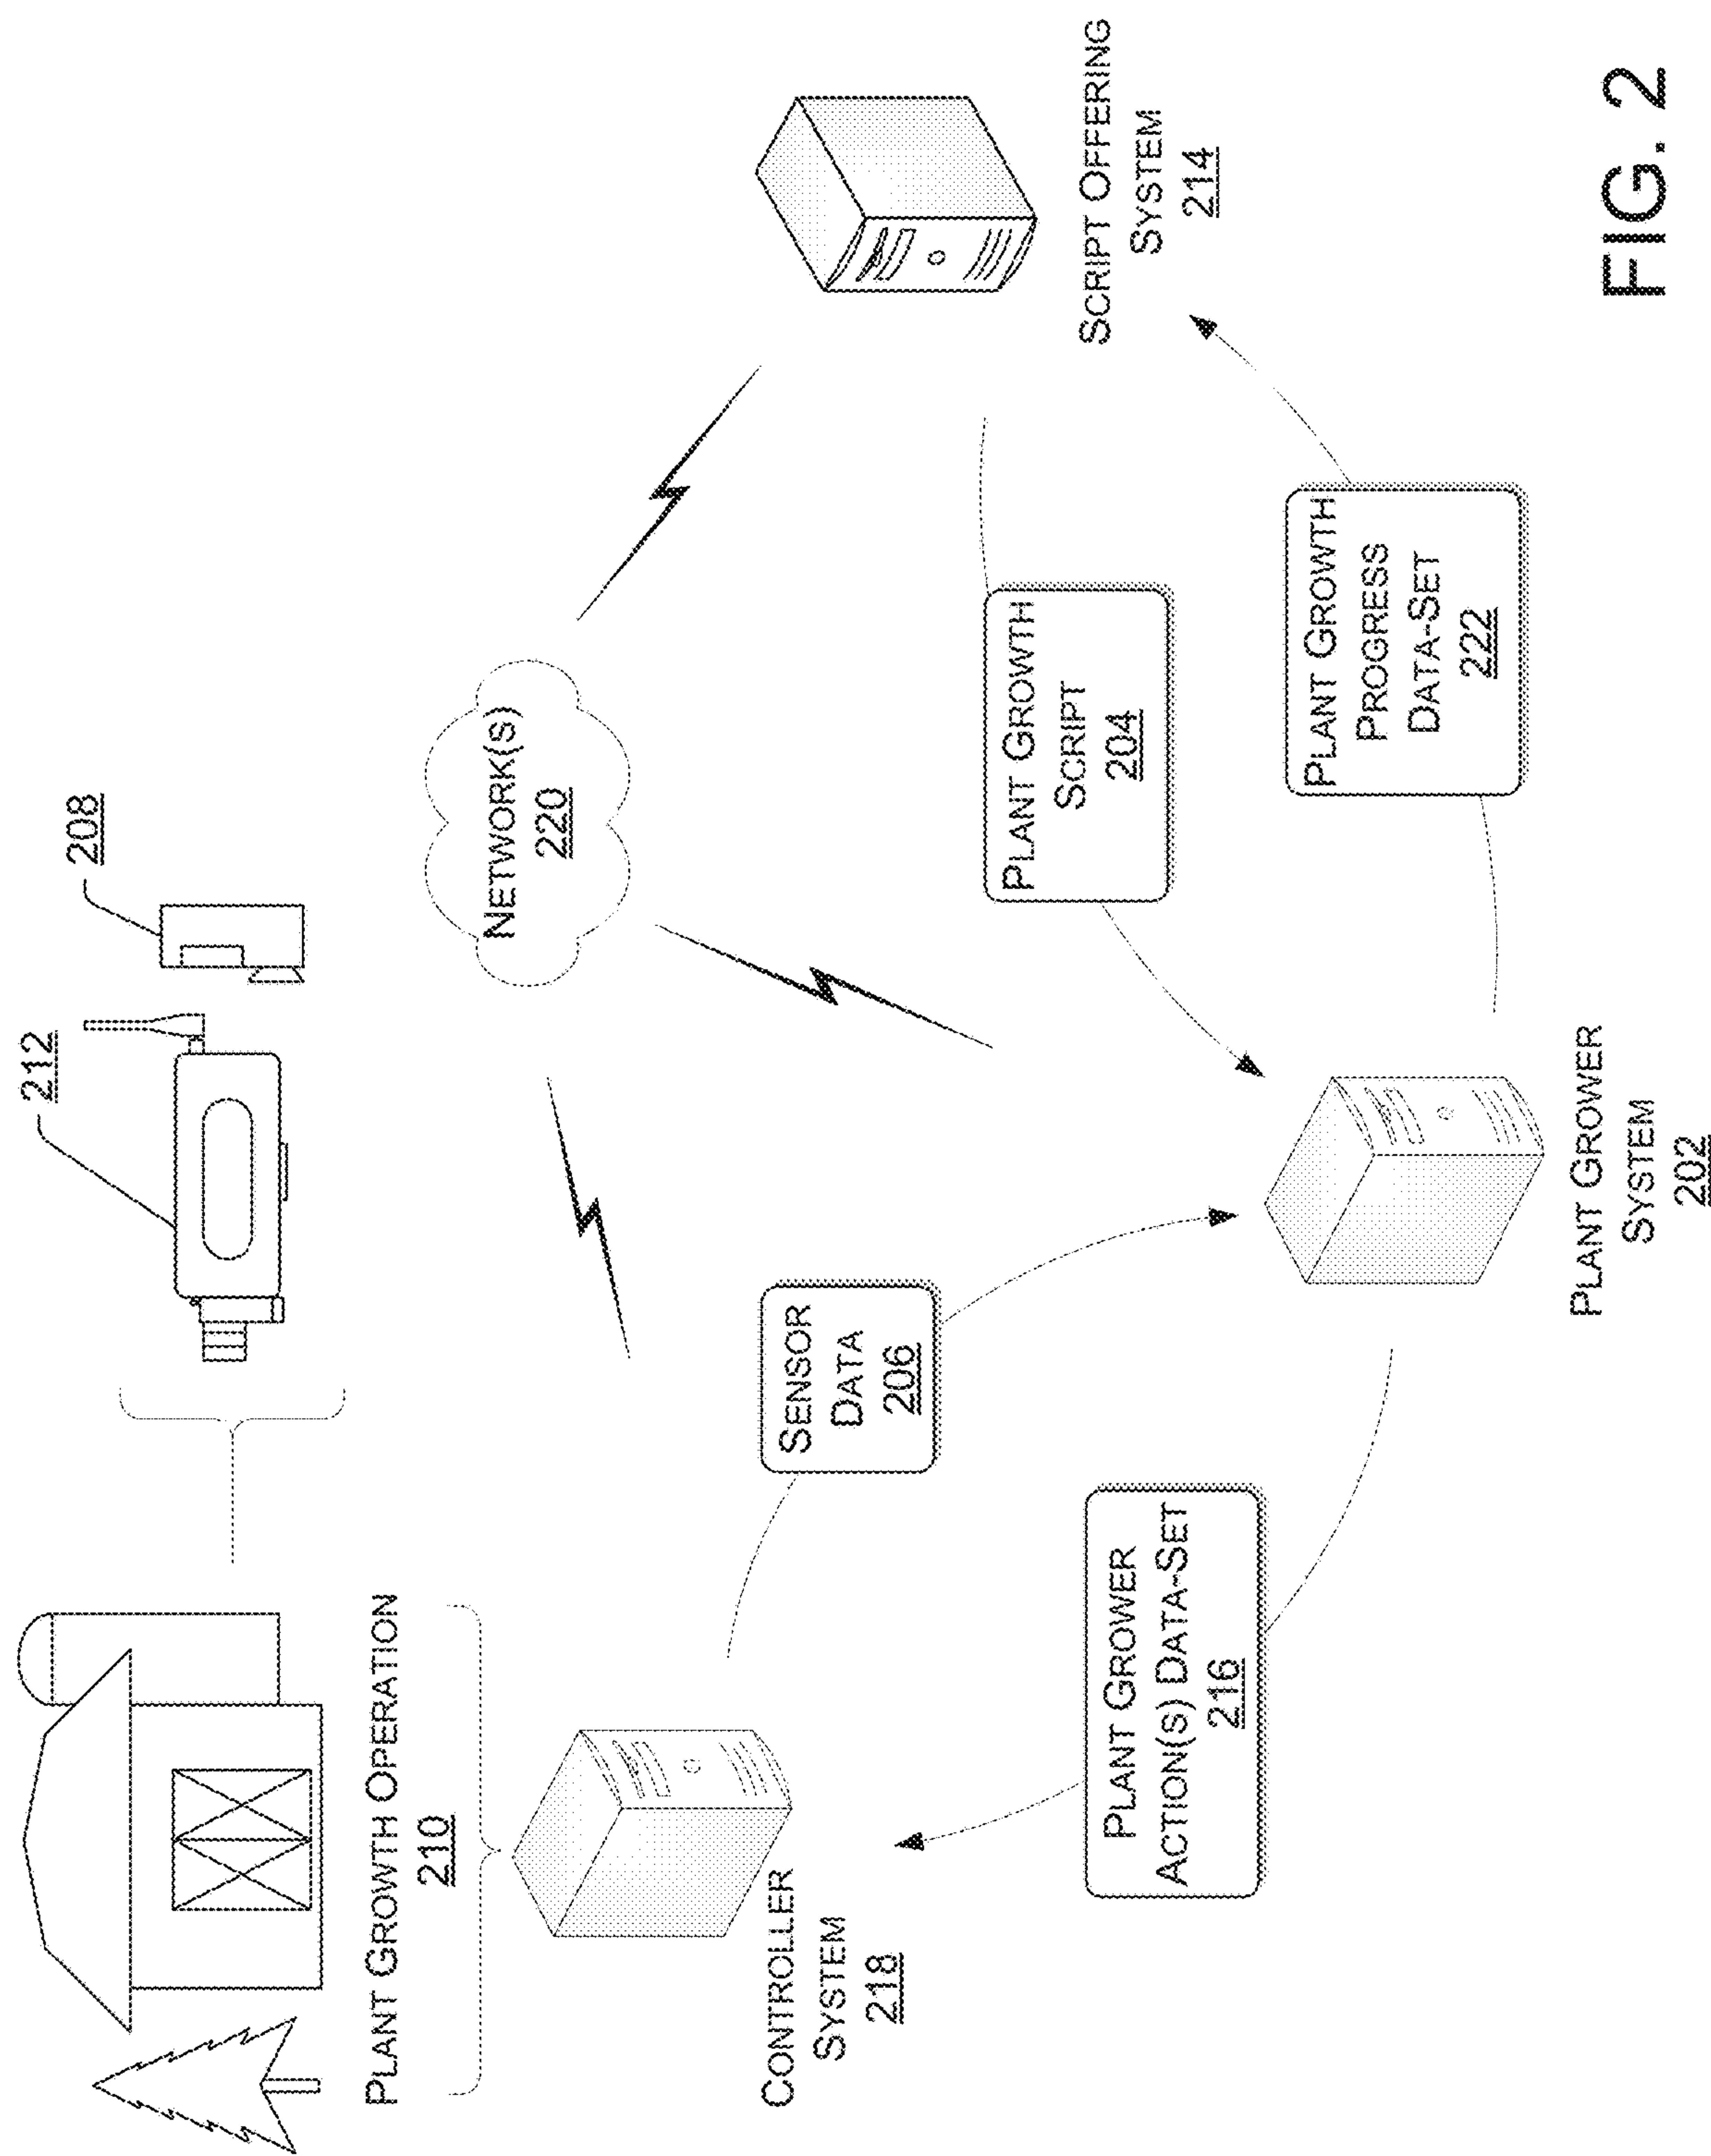 212
208
PLANT GROWTH OPERATION
210
NETWORK(S)
220
CONTROLLER
SYSTEM
218
SENSOR
DATA
206
SCRIPT OFFERING
SYSTEM
214
PLANT GROWTH
SCRIPT
204
PLANT GROWER
ACTION(S) DATA-SET
216
PLANT GROWTH
PROGRESS
DATA-SET
222
PLANT GROWER
SYSTEM
202
FIG. 2